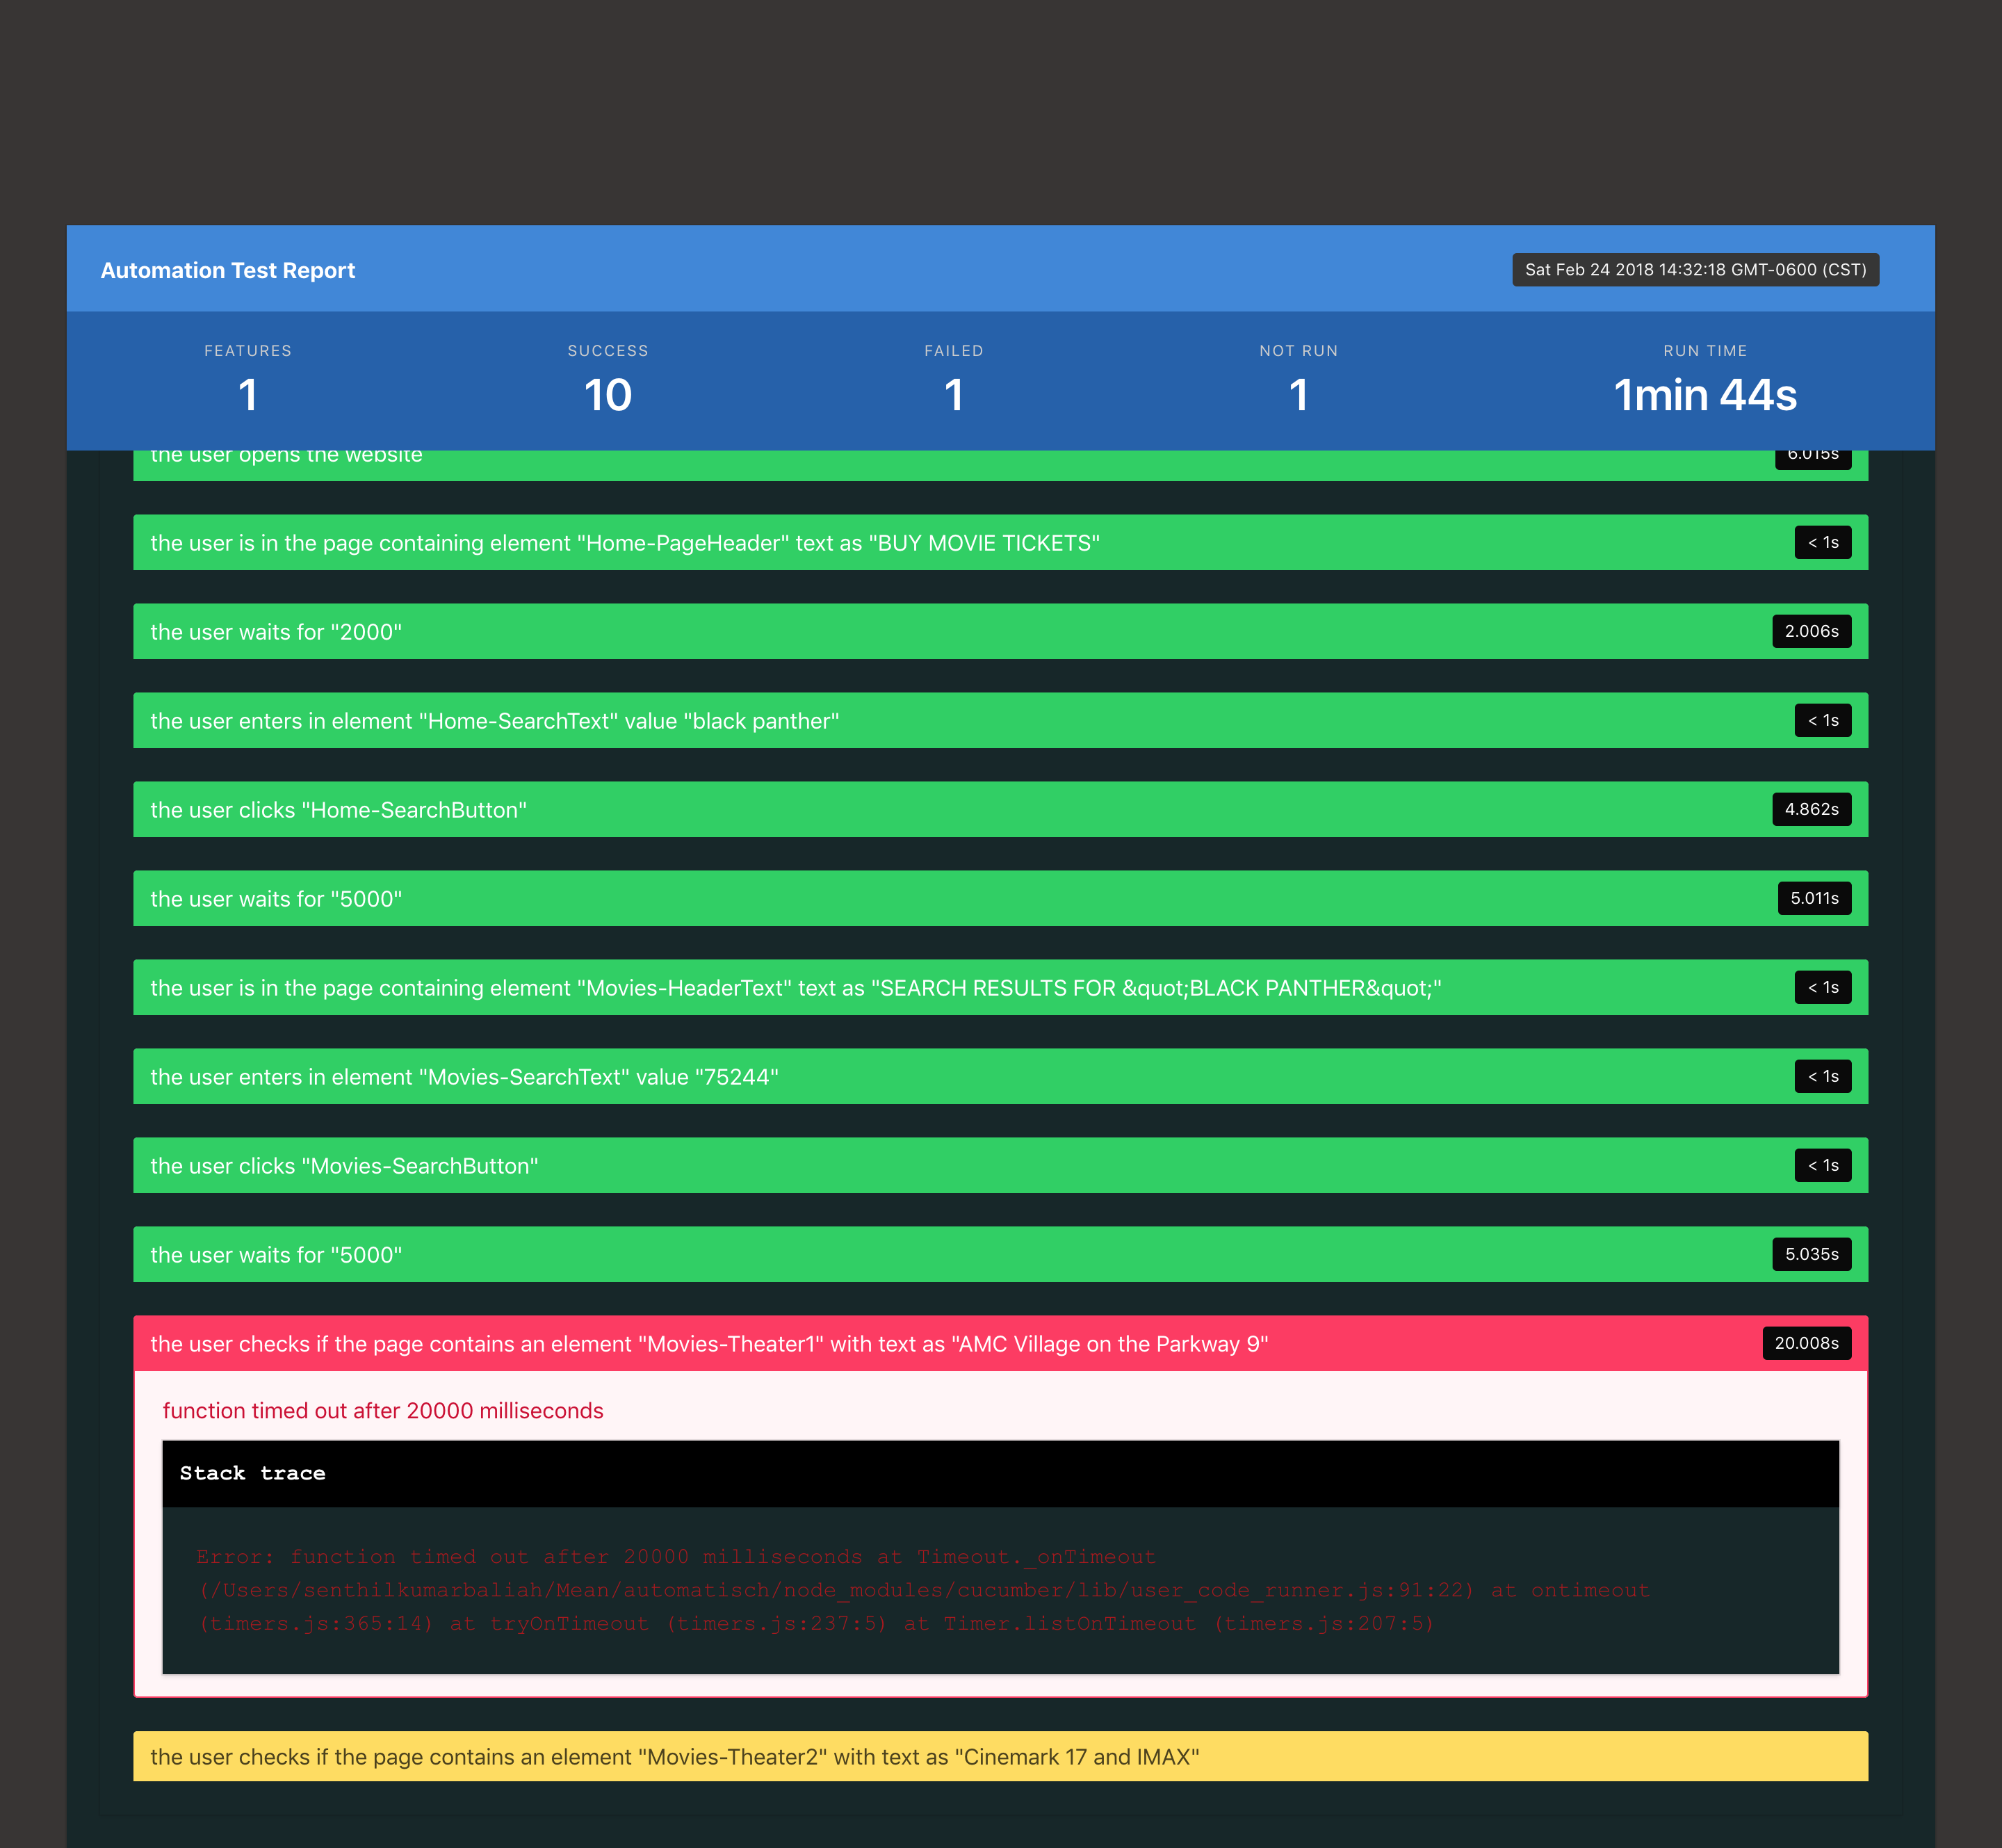 Automation Test Report
Sat Feb 24 2018 14:32:18 GMT-0600 (CST)
FEATURES
1
SUCCESS
10
FAILED
1
NOT RUN
1
RUN TIME
1min 44s
the user opens the website
6.015s
the user is in the page containing element "Home-PageHeader" text as "BUY MOVIE TICKETS"
< 1s
the user waits for "2000"
2.006s
the user enters in element "Home-SearchText" value "black panther"
< 1s
the user clicks "Home-SearchButton"
4.862s
the user waits for "5000"
5.011s
the user is in the page containing element "Movies-HeaderText" text as "SEARCH RESULTS FOR &quot;BLACK PANTHER&quot;"
< 1s
the user enters in element "Movies-SearchText" value "75244"
< 1s
the user clicks "Movies-SearchButton"
< 1s
the user waits for "5000"
5.035s
the user checks if the page contains an element "Movies-Theater1" with text as "AMC Village on the Parkway 9"
20.008s
function timed out after 20000 milliseconds
Stack trace
Error: function timed out after 20000 milliseconds at Timeout._onTimeout
(/Users/senthilkumarbaliah/Mean/automatisch/node_modules/cucumber/lib/user_code_runner.js:91:22) at ontimeout
(timers.js:365:14) at tryOnTimeout (timers.js:237:5) at Timer.listOnTimeout (timers.js:207:5)
the user checks if the page contains an element "Movies-Theater2" with text as "Cinemark 17 and IMAX"